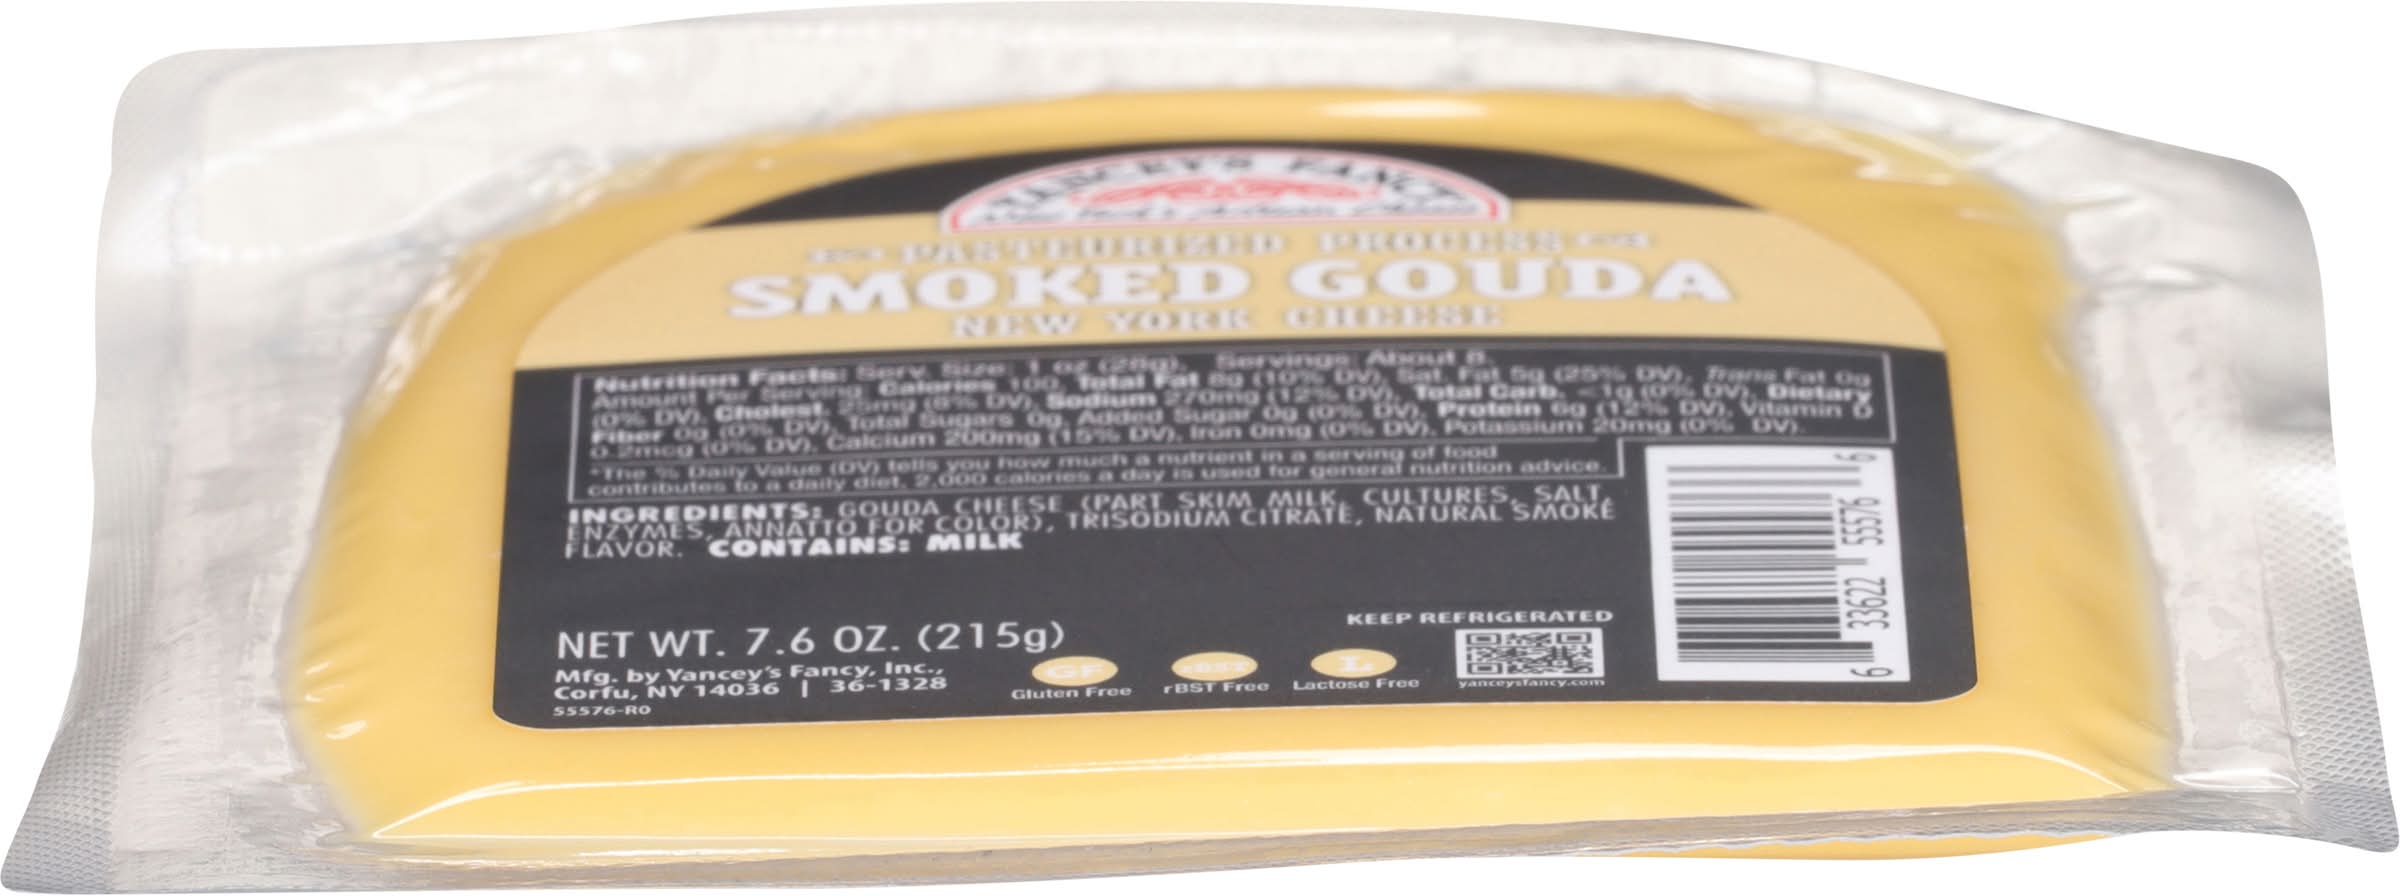 YANCEY'S FANCY
New York's Artisan Cheese
PASTEURIZED PROCESS
SMOKED GOUDA
NEW YORK CHEESE
Nutrition Facts: Serv. Size: 1 oz (28g), Servings: About 8.
Amount Per Serving: Calories 100, Total Fat 8g (10% DV), Sat. Fat 5g (25% DV), Trans Fat 0g
(0% DV), Cholest. 25mg (8% DV), Sodium 270mg (12% DV), Total Carb. <1g (0% DV), Dietary
Fiber 0g (0% DV), Total Sugars 0g, Added Sugar 0g (0% DV), Protein 6g (12% DV), Vitamin D
0.2mcg (0% DV), Calcium 200mg (15% DV), Iron 0mg (0% DV), Potassium 20mg (0% DV).
*The % Daily Value (DV) tells you how much a nutrient in a serving of food
contributes to a daily diet. 2,000 calories a day is used for general nutrition advice.
INGREDIENTS: GOUDA CHEESE (PART SKIM MILK, CULTURES, SALT,
ENZYMES, ANNATTO FOR COLOR), TRISODIUM CITRATE, NATURAL SMOKE
FLAVOR. CONTAINS: MILK
NET WT. 7.6 OZ. (215g)
Mfg. by Yancey's Fancy, Inc.,
Corfu, NY 14036 | 36-1328
55576-R0
GF
Gluten Free
rBST
rBST Free
L
Lactose Free
KEEP REFRIGERATED
yanceysfancy.com
6 33622 55576 6